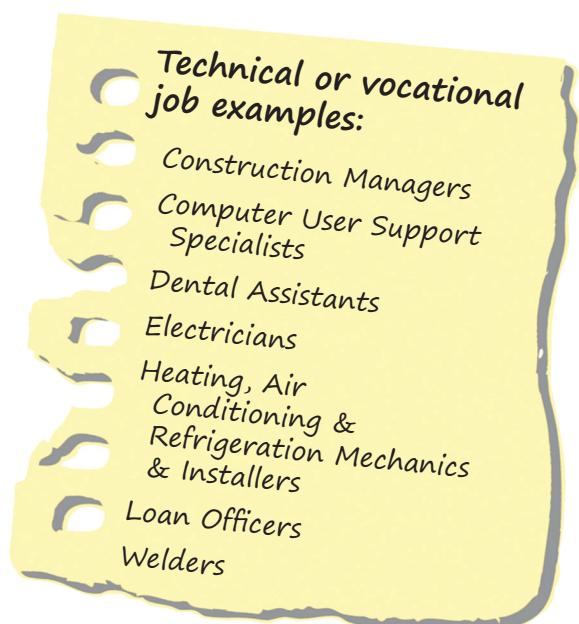 Technical or vocational
job examples:
Construction Managers
Computer User Support
Specialists
Dental Assistants
Electricians
Heating, Air
Conditioning &
Refrigeration Mechanics
& Installers
Loan Officers
Welders